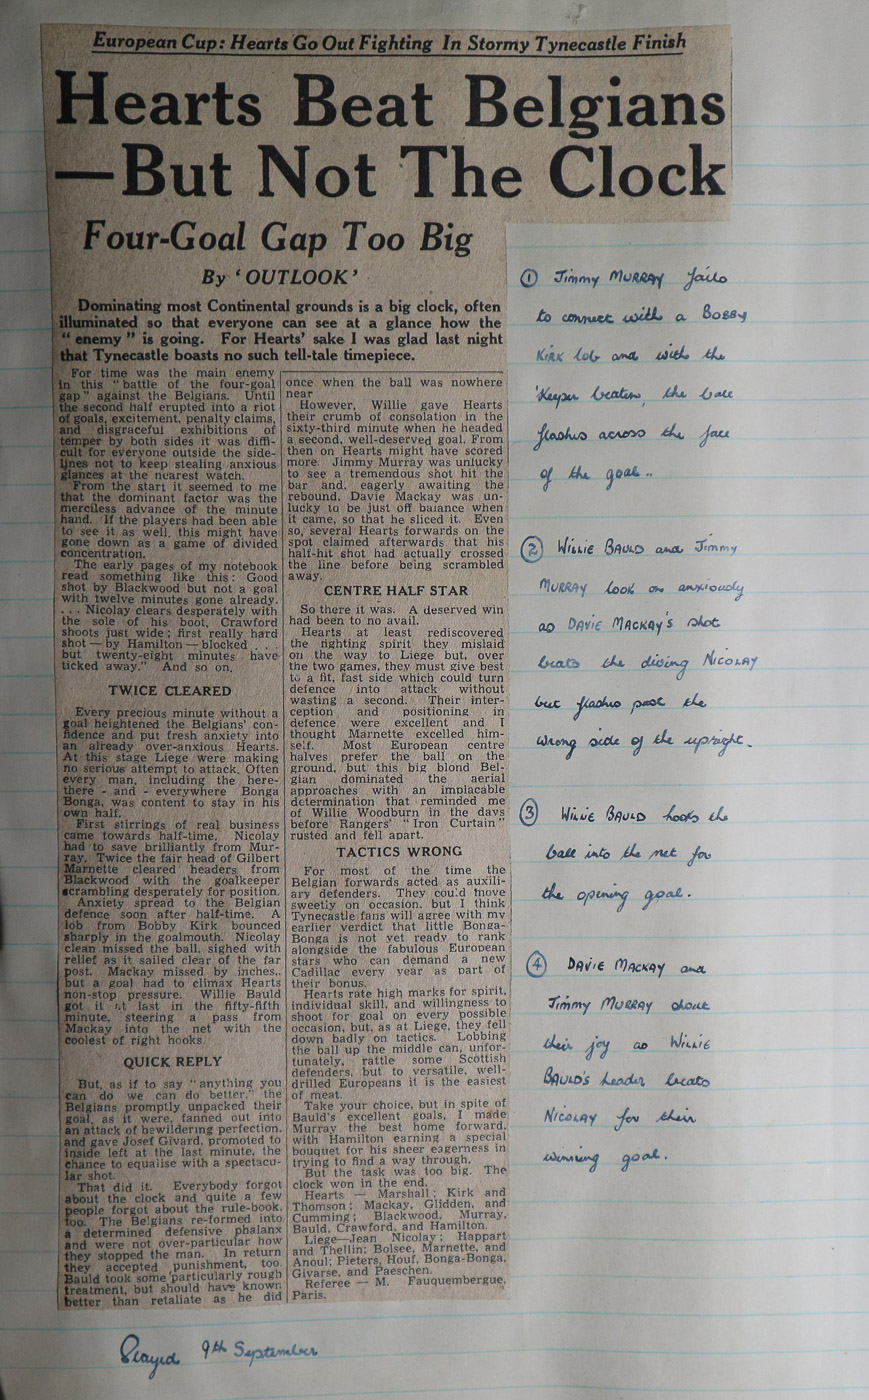 European Cup: Hearts Go Out Fighting In Stormy Tynecastle Finish
Hearts Beat Belgians
—But Not The Clock
Four-Goal Gap Too Big
By ‘OUTLOOK’
Dominating most Continental grounds is a big clock, often
illuminated so that everyone can see at a glance how the
“ enemy ” is going. For Hearts' sake I was glad last night
that Tynecastle boasts no such tell-tale timepiece.
For time was the main enemy
in this “ battle of the four-goal
gap ” against the Belgians. Until
the second half erupted into a riot
of goals, excitement, penalty claims,
and disgraceful exhibitions of
temper by both sides it was diffi-
cult for everyone outside the side-
lines not to keep stealing anxious
glances at the nearest watch.
From the start it seemed to me
that the dominant factor was the
merciless advance of the minute
hand. If the players had been able
to see it as well, this might have
gone down as a game of divided
concentration.
The early pages of my notebook
read something like this: Good
shot by Blackwood but not a goal
with twelve minutes gone already.
. . . Nicolay clears desperately with
the sole of his boot, Crawford
shoots just wide; first really hard
shot — by Hamilton — blocked . . .
but twenty-eight minutes have
ticked away.” And so on.
TWICE CLEARED
Every precious minute without a
goal heightened the Belgians' con-
fidence and put fresh anxiety into
an already over-anxious Hearts.
At this stage Liege were making
no serious attempt to attack. Often
every man, including the here-
there - and - everywhere Bonga
Bonga, was content to stay in his
own half.
First stirrings of real business
came towards half-time. Nicolay
had to save brilliantly from Mur-
ray. Twice the fair head of Gilbert
Marnette cleared headers from
Blackwood with the goalkeeper
scrambling desperately for position.
Anxiety spread to the Belgian
defence soon after half-time. A
lob from Bobby Kirk bounced
sharply in the goalmouth. Nicolay
clean missed the ball, sighed with
relief as it sailed clear of the far
post. Mackay missed by inches,
but a goal had to climax Hearts
non-stop pressure. Willie Bauld
got it at last in the fifty-fifth
minute, steering a pass from
Mackay into the net with the
coolest of right hooks.
QUICK REPLY
But, as if to say “ anything you
can do we can do better,” the
Belgians promptly unpacked their
goal, as it were, fanned out into
an attack of bewildering perfection,
and gave Josef Givard, promoted to
inside left at the last minute, the
chance to equalise with a spectacu-
lar shot.
That did it. Everybody forgot
about the clock and quite a few
people forgot about the rule-book,
too. The Belgians re-formed into
a determined defensive phalanx
and were not over-particular how
they stopped the man. In return
they accepted punishment, too.
Bauld took some particularly rough
treatment, but should have known
better than retaliate as he did
once when the ball was nowhere
near
However, Willie gave Hearts
their crumb of consolation in the
sixty-third minute when he headed
a second, well-deserved goal. From
then on Hearts might have scored
more. Jimmy Murray was unlucky
to see a tremendous shot hit the
bar and, eagerly awaiting the
rebound, Davie Mackay was un-
lucky to be just off balance when
it came, so that he sliced it. Even
so, several Hearts forwards on the
spot claimed afterwards that his
half-hit shot had actually crossed
the line before being scrambled
away.
CENTRE HALF STAR
So there it was. A deserved win
had been to no avail.
Hearts at least rediscovered
the fighting spirit they mislaid
on the way to Liege but, over
the two games, they must give best
to a fit, fast side which could turn
defence into attack without
wasting a second. Their inter-
ception and positioning in
defence were excellent and I
thought Marnette excelled him-
self. Most European centre
halves prefer the ball on the
ground, but this big blond Bel-
gian dominated the aerial
approaches with an implacable
determination that reminded me
of Willie Woodburn in the days
before Rangers' “Iron Curtain”
rusted and fell apart.
TACTICS WRONG
For most of the time the
Belgian forwards acted as auxili-
ary defenders. They could move
sweetly on occasion, but I think
Tynecastle fans will agree with my
earlier verdict that little Bonga-
Bonga is not yet ready to rank
alongside the fabulous European
stars who can demand a new
Cadillac every year as part of
their bonus.
Hearts rate high marks for spirit,
individual skill, and willingness to
shoot for goal on every possible
occasion, but, as at Liege, they fell
down badly on tactics. Lobbing
the ball up the middle can, unfor-
tunately, rattle some Scottish
defenders, but to versatile, well-
drilled Europeans it is the easiest
of meat.
Take your choice, but in spite of
Bauld's excellent goals, I made
Murray the best home forward,
with Hamilton earning a special
bouquet for his sheer eagerness in
trying to find a way through.
But the task was too big. The
clock won in the end.
Hearts — Marshall; Kirk and
Thomson; Mackay, Glidden, and
Cumming; Blackwood, Murray,
Bauld, Crawford, and Hamilton.
Liege—Jean Nicolay; Happart
and Thellin; Bolsee, Marnette, and
Anoul; Pieters, Houf, Bonga-Bonga,
Givarse, and Paeschen.
Referee — M. Fauquembergue,
Paris.
① Jimmy MURRAY fails
to connect with a BOBBY
KIRK lob and with the
'Keeper beaten, the ball
flashes across the face
of the goal..
② WILLIE BAULD and Jimmy
MURRAY look on anxiously
as DAVIE MACKAY'S shot
beats the diving NICOLAY
but flashes past the
wrong side of the upright.
③ WILLIE BAULD hooks the
ball into the net for
the opening goal.
④ DAVIE MACKAY and
Jimmy MURRAY shout
their joy as WILLIE
BAULD'S header beats
NICOLAY for their
winning goal.
Played 9th September